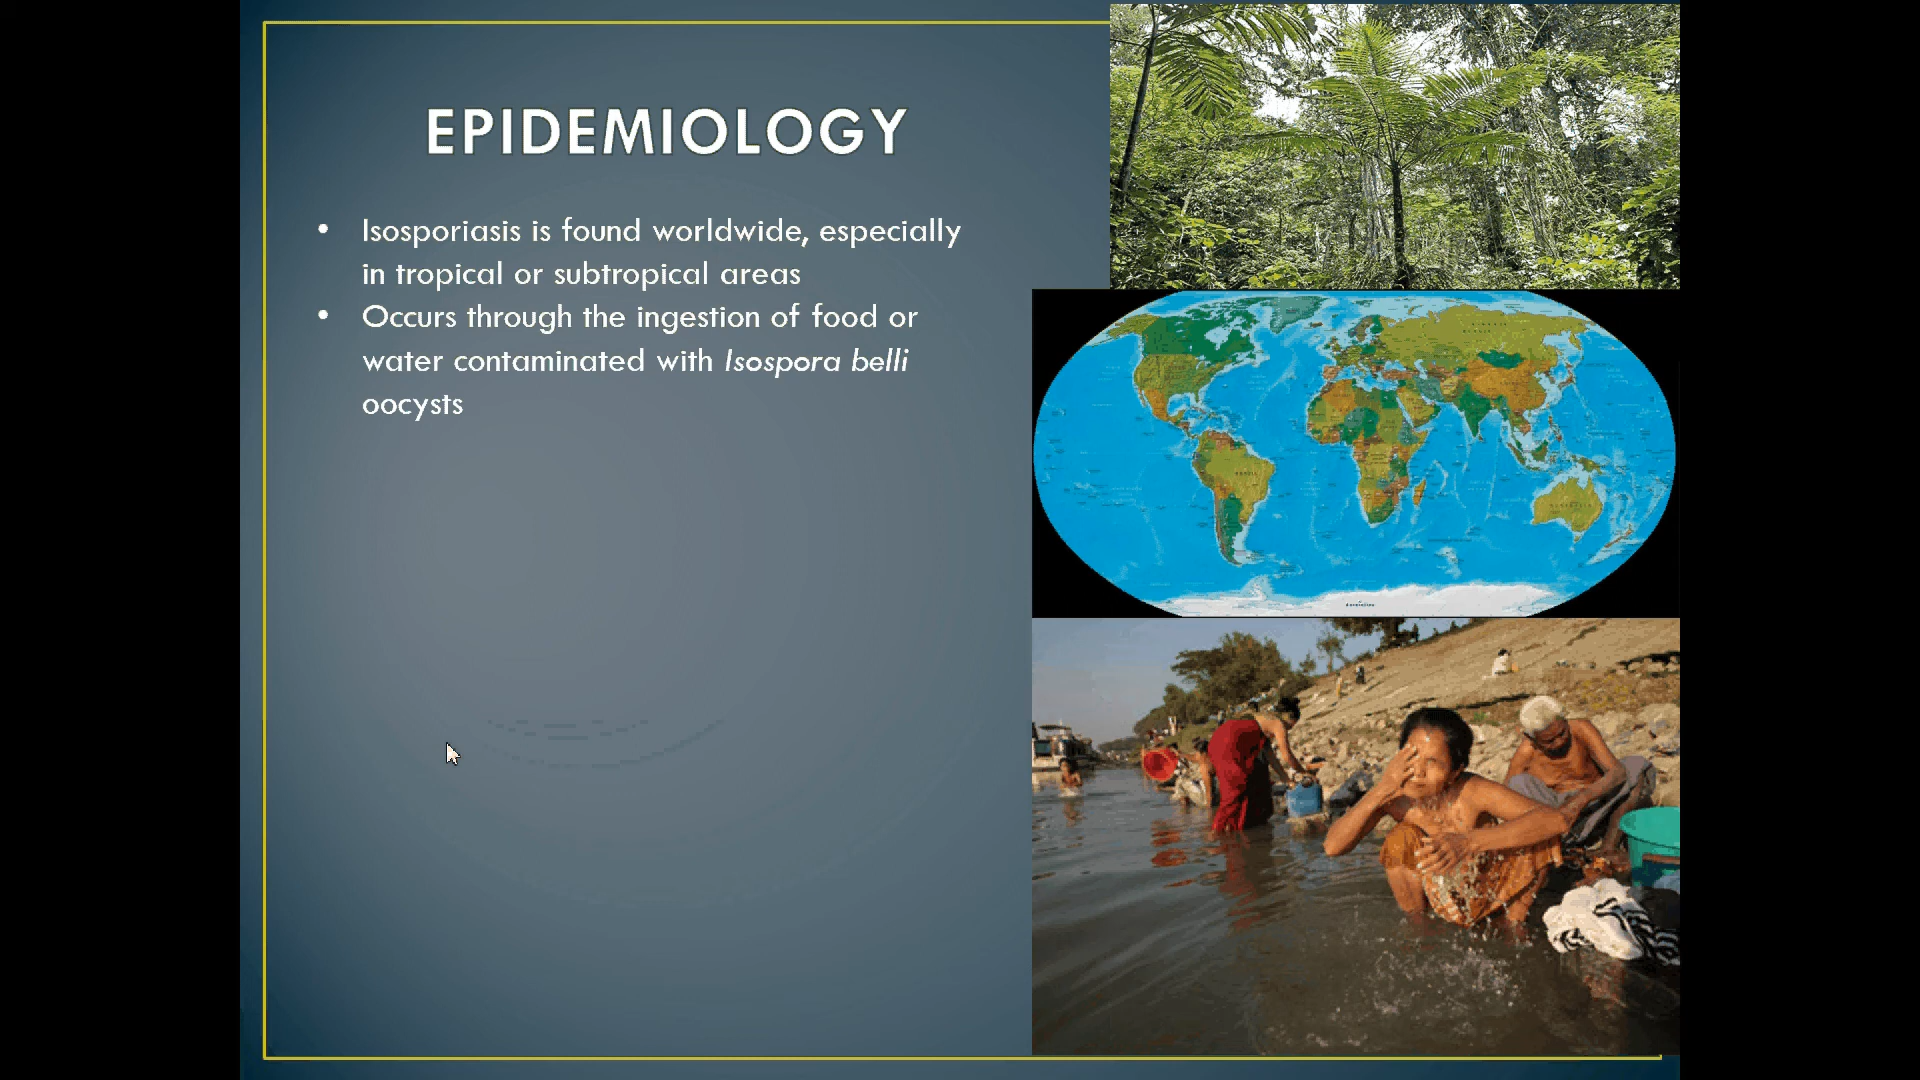 EPIDEMIOLOGY
• Isosporiasis is found worldwide, especially
in tropical or subtropical areas
• Occurs through the ingestion of food or
water contaminated with Isospora belli
oocysts